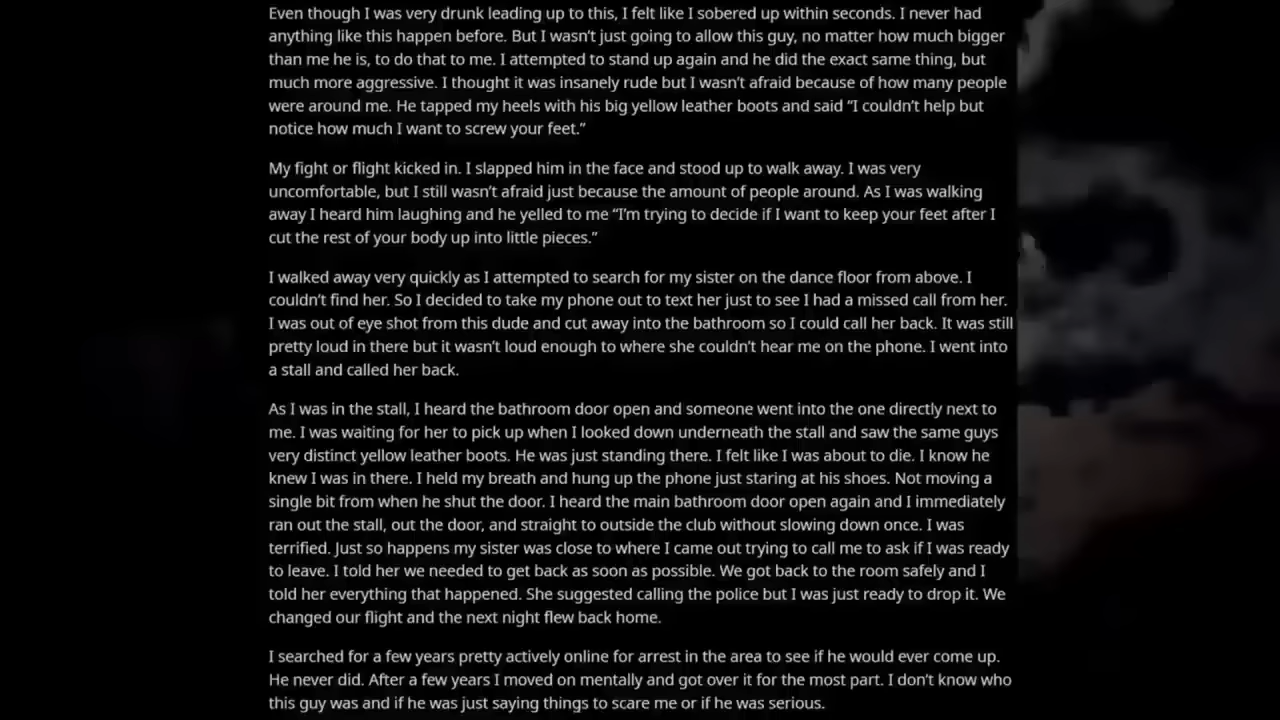 Even though I was very drunk leading up to this, I felt like I sobered up within seconds. I never had
anything like this happen before. But I wasn't just going to allow this guy, no matter how much bigger
than me he is, to do that to me. I attempted to stand up again and he did the exact same thing, but
much more aggressive. I thought it was insanely rude but I wasn't afraid because of how many people
were around me. He tapped my heels with his big yellow leather boots and said “I couldn't help but
notice how much I want to screw your feet.”
My fight or flight kicked in. I slapped him in the face and stood up to walk away. I was very
uncomfortable, but I still wasn't afraid just because the amount of people around. As I was walking
away I heard him laughing and he yelled to me “I'm trying to decide if I want to keep your feet after I
cut the rest of your body up into little pieces.”
I walked away very quickly as I attempted to search for my sister on the dance floor from above. I
couldn't find her. So I decided to take my phone out to text her just to see I had a missed call from her.
I was out of eye shot from this dude and cut away into the bathroom so I could call her back. It was still
pretty loud in there but it wasn't loud enough to where she couldn't hear me on the phone. I went into
a stall and called her back.
As I was in the stall, I heard the bathroom door open and someone went into the one directly next to
me. I was waiting for her to pick up when I looked down underneath the stall and saw the same guys
very distinct yellow leather boots. He was just standing there. I felt like I was about to die. I know he
knew I was in there. I held my breath and hung up the phone just staring at his shoes. Not moving a
single bit from when he shut the door. I heard the main bathroom door open again and I immediately
ran out the stall, out the door, and straight to outside the club without slowing down once. I was
terrified. Just so happens my sister was close to where I came out trying to call me to ask if I was ready
to leave. I told her we needed to get back as soon as possible. We got back to the room safely and I
told her everything that happened. She suggested calling the police but I was just ready to drop it. We
changed our flight and the next night flew back home.
I searched for a few years pretty actively online for arrest in the area to see if he would ever come up.
He never did. After a few years I moved on mentally and got over it for the most part. I don't know who
this guy was and if he was just saying things to scare me or if he was serious.